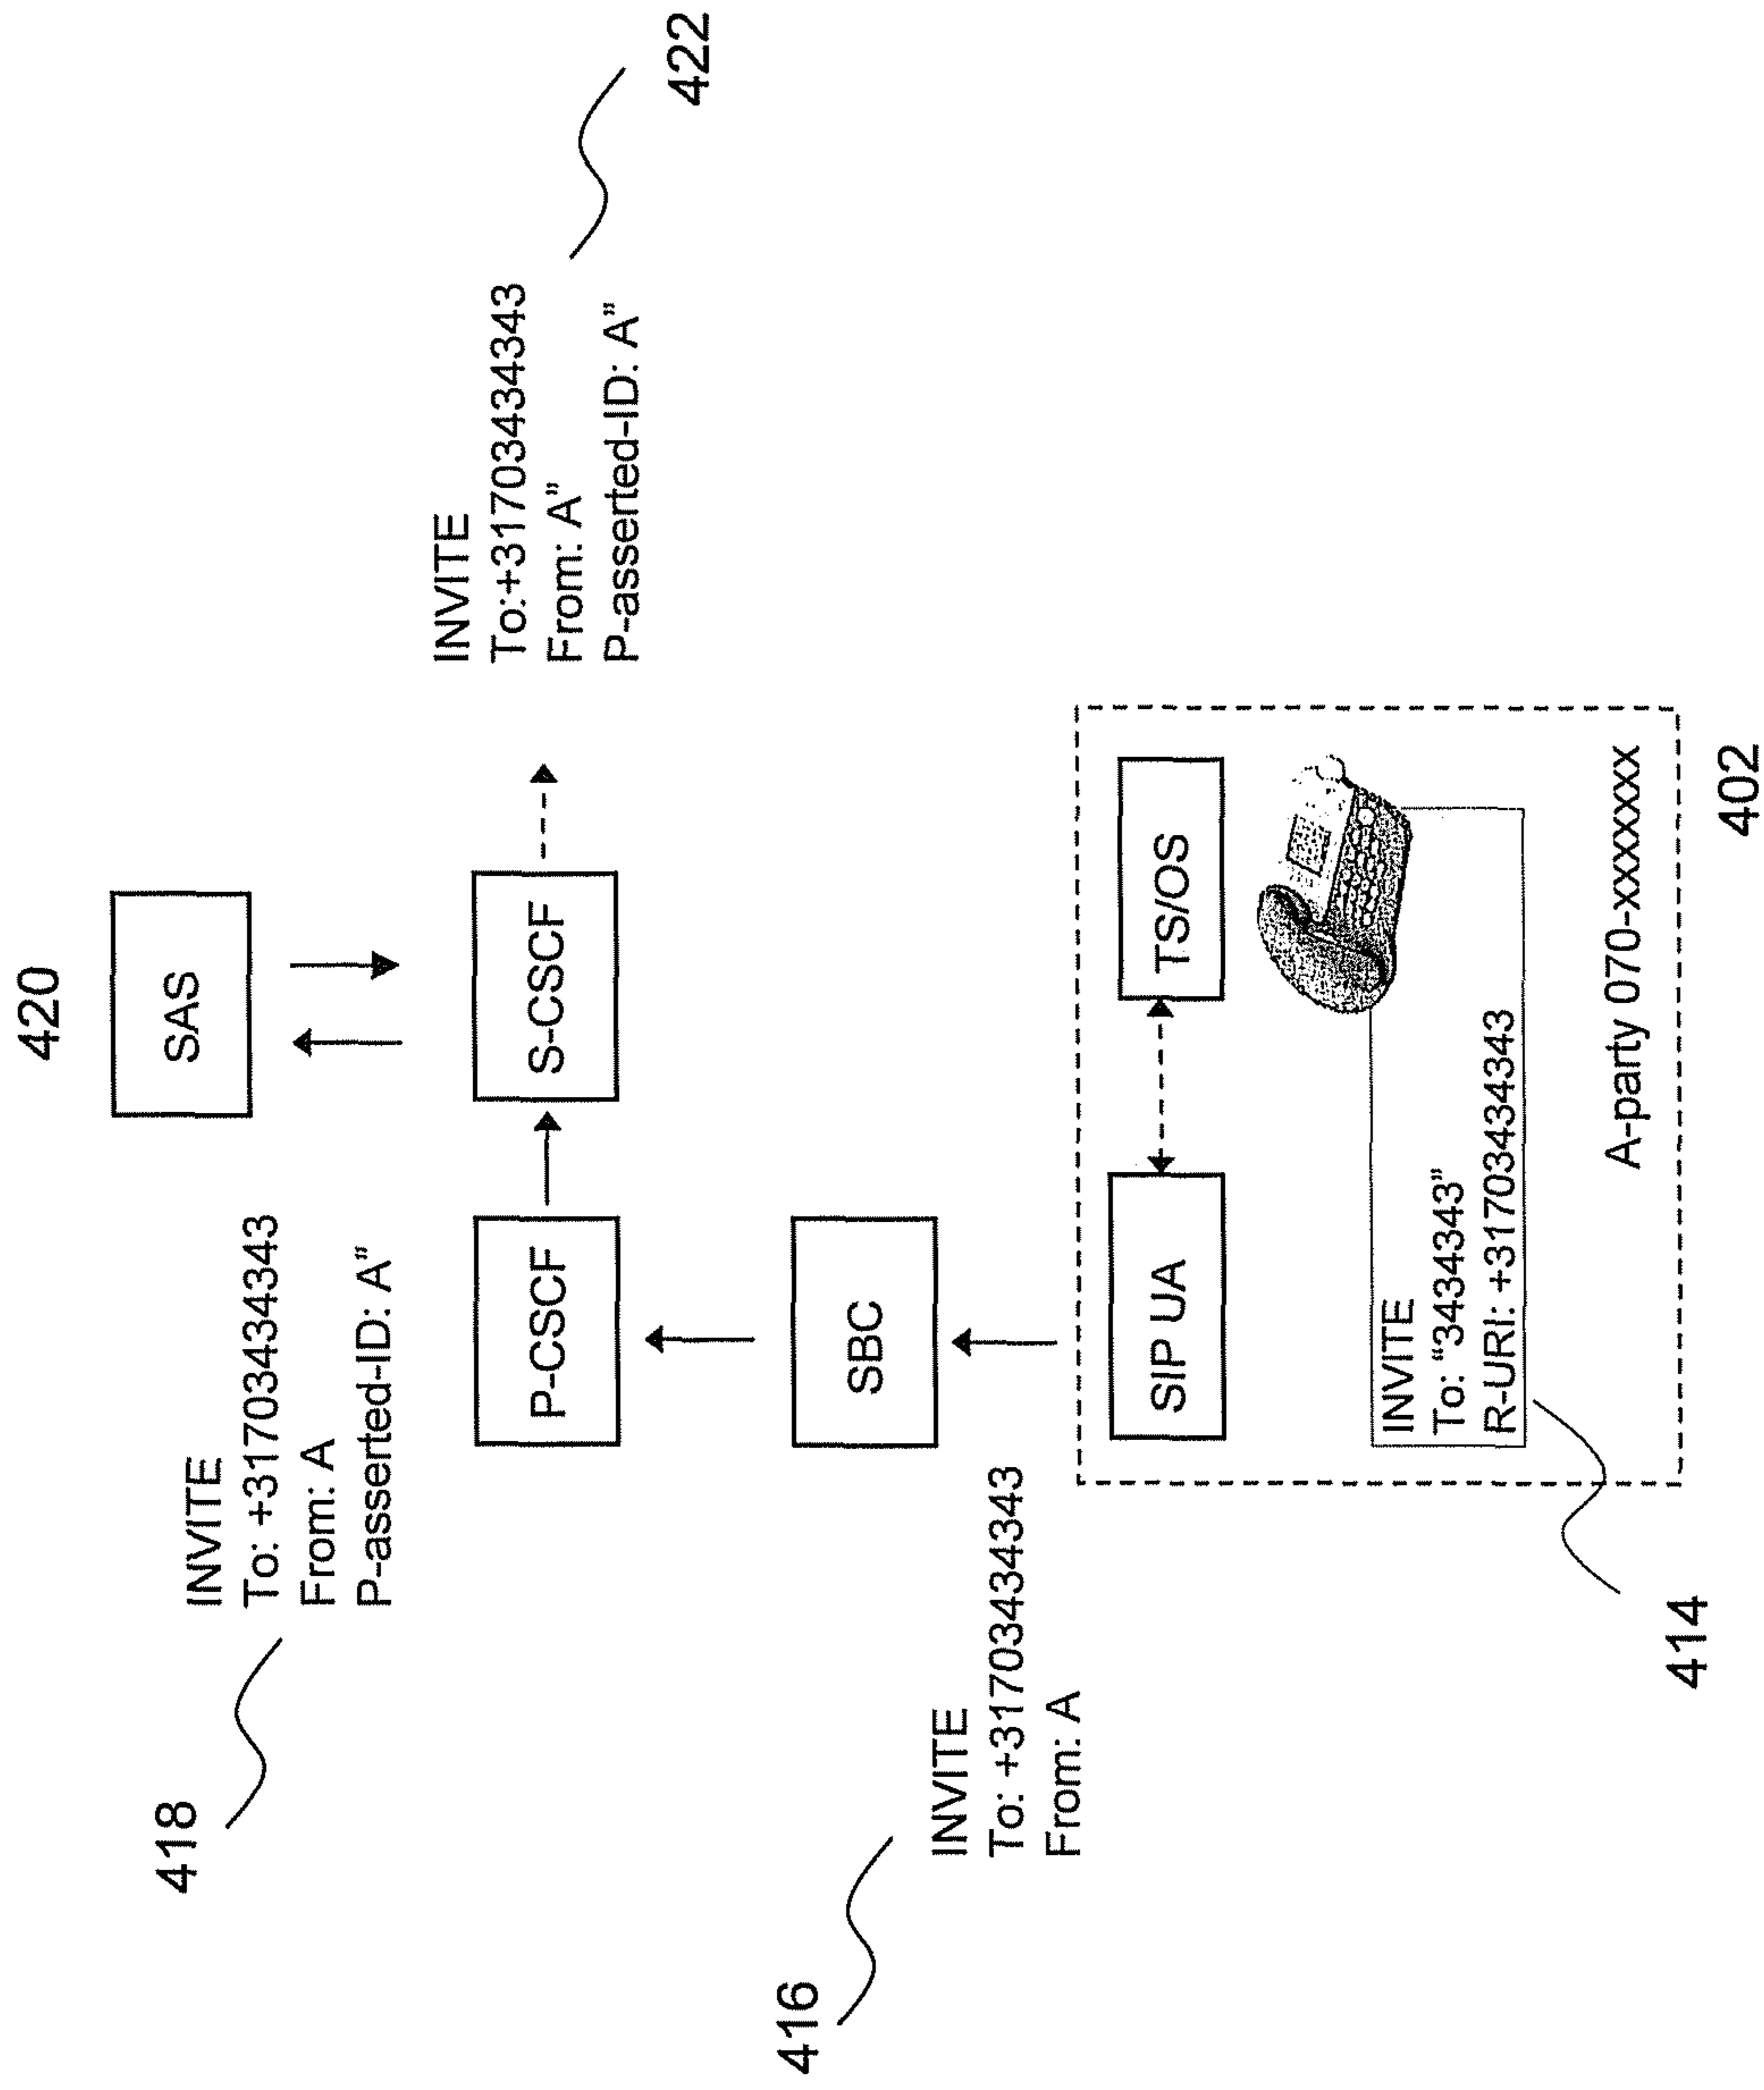 420
SAS
418
INVITE
To: +31703434343
From: A
P-asserted-ID: A”
INVITE
To:+31703434343
From: A”
P-asserted-ID: A”
422
P-CSCF
S-CSCF
SBC
416
INVITE
To: +31703434343
From: A
SIP UA
TS/OS
INVITE
To: “3434343”
R-URI: +31703434343
A-party 070-xxxxxxx
414
402